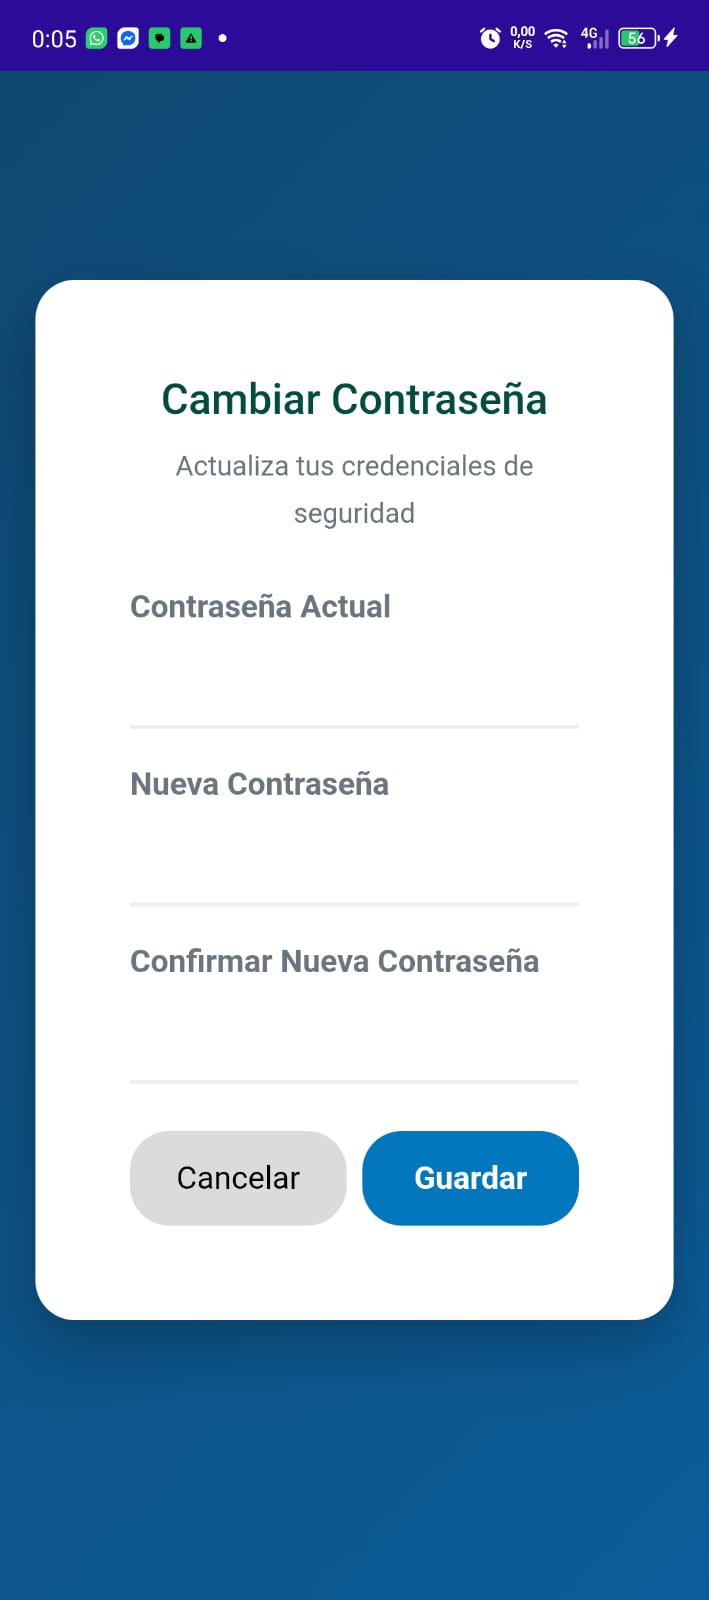 0:05
0,00
K/S
4G
56
Cambiar Contraseña
Actualiza tus credenciales de
seguridad
Contraseña Actual
Nueva Contraseña
Confirmar Nueva Contraseña
Cancelar
Guardar